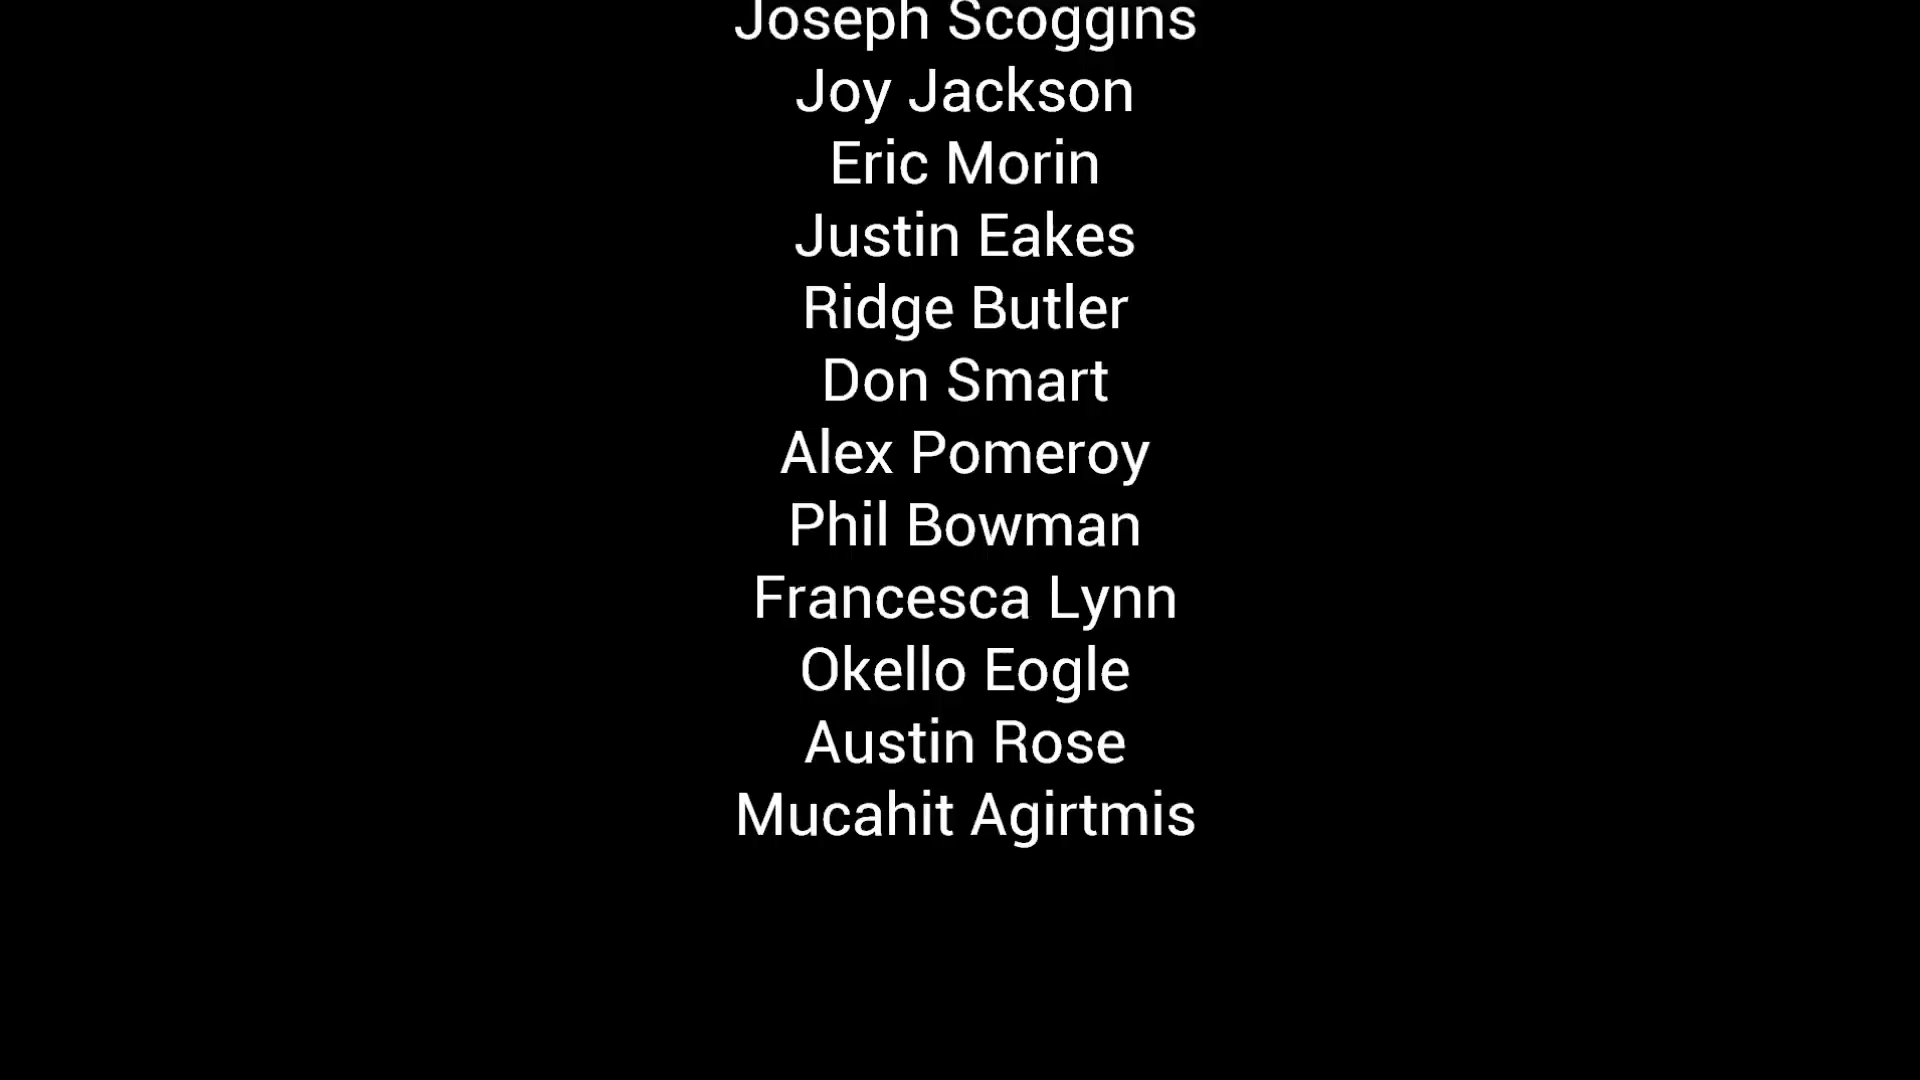 Joseph Scoggins
Joy Jackson
Eric Morin
Justin Eakes
Ridge Butler
Don Smart
Alex Pomeroy
Phil Bowman
Francesca Lynn
Okello Eogle
Austin Rose
Mucahit Agirtmis